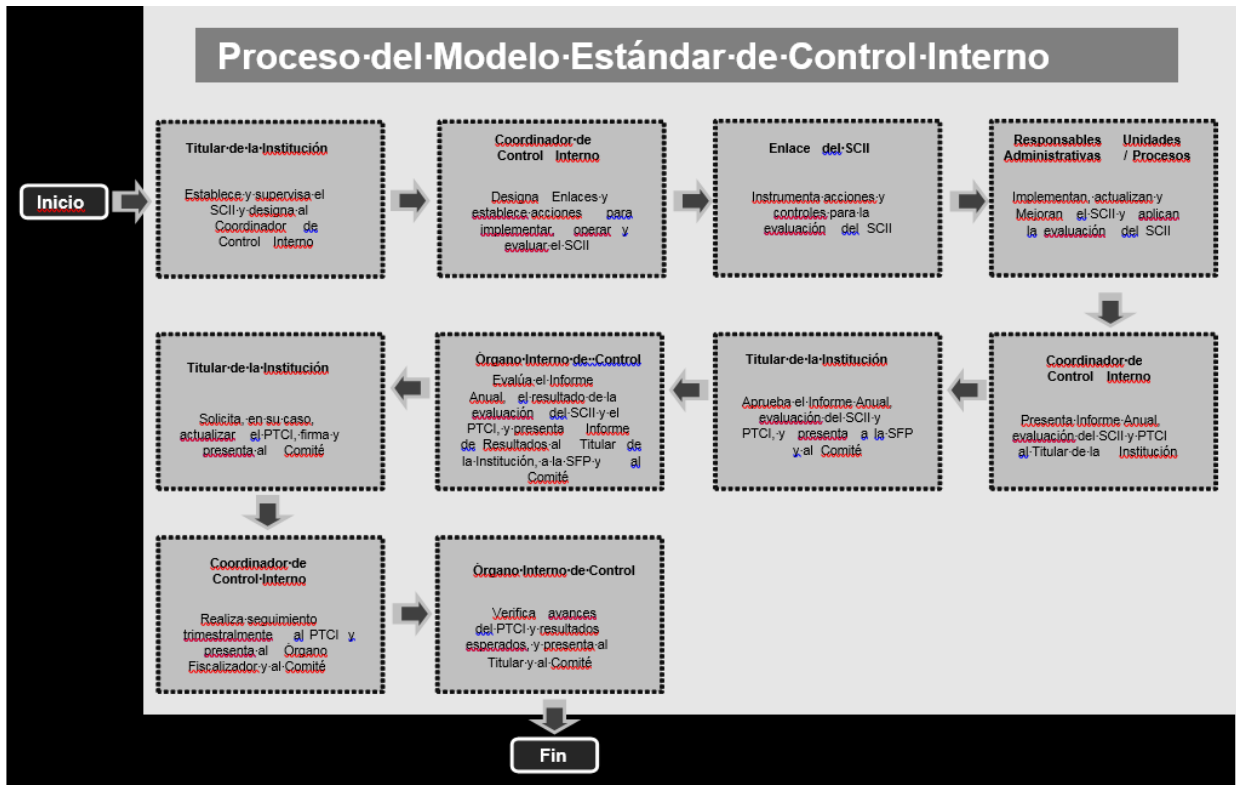 Proceso·del·Modelo·Estándar·de·Control·Interno
Inicio
Titular·de·la·Institución
Establece·y·supervisa·el
SCII·y·designa·al
Coordinador de
Control Interno
Coordinador de
Control Interno
Designa Enlaces·y
establece·acciones para
implementar, operar y
evaluar·el·SCII
Enlace del·SCII
Instrumenta·acciones·y
controles·para·la
evaluación del SCII
Responsables Unidades
Administrativas / Procesos
Implementan,·actualizan·y
Mejoran el·SCII·y aplican
la evaluación del SCII
Coordinador·de
Control Interno
Presenta·Informe·Anual,
evaluación·del·SCII·y·PTCI
al·Titular·de·la Institución
Titular·de·la·Institución
Aprueba·el·Informe·Anual,
evaluación·del·SCII·y
PTCI,·y presenta a·la·SFP
y·al·Comité
Órgano·Interno·de··Control
Evalúa·el·Informe
Anual, el·resultado·de·la
evaluación del·SCII·y·el
PTCI,·y·presenta Informe
de·Resultados·al Titular de
la·Institución,·a·la·SFP·y al
Comité
Titular·de·la·Institución
Solicita,·en·su·caso,
actualizar el·PTCI,·firma·y
presenta·al Comité
Coordinador·de
Control·Interno
Realiza·seguimiento
trimestralmente al·PTCI y
presenta·al Órgano
Fiscalizador·y·al·Comité
Órgano·Interno·de·Control
Verifica avances
del·PTCI·y·resultados
esperados,·y·presenta·al
Titular·y·al·Comité
Fin